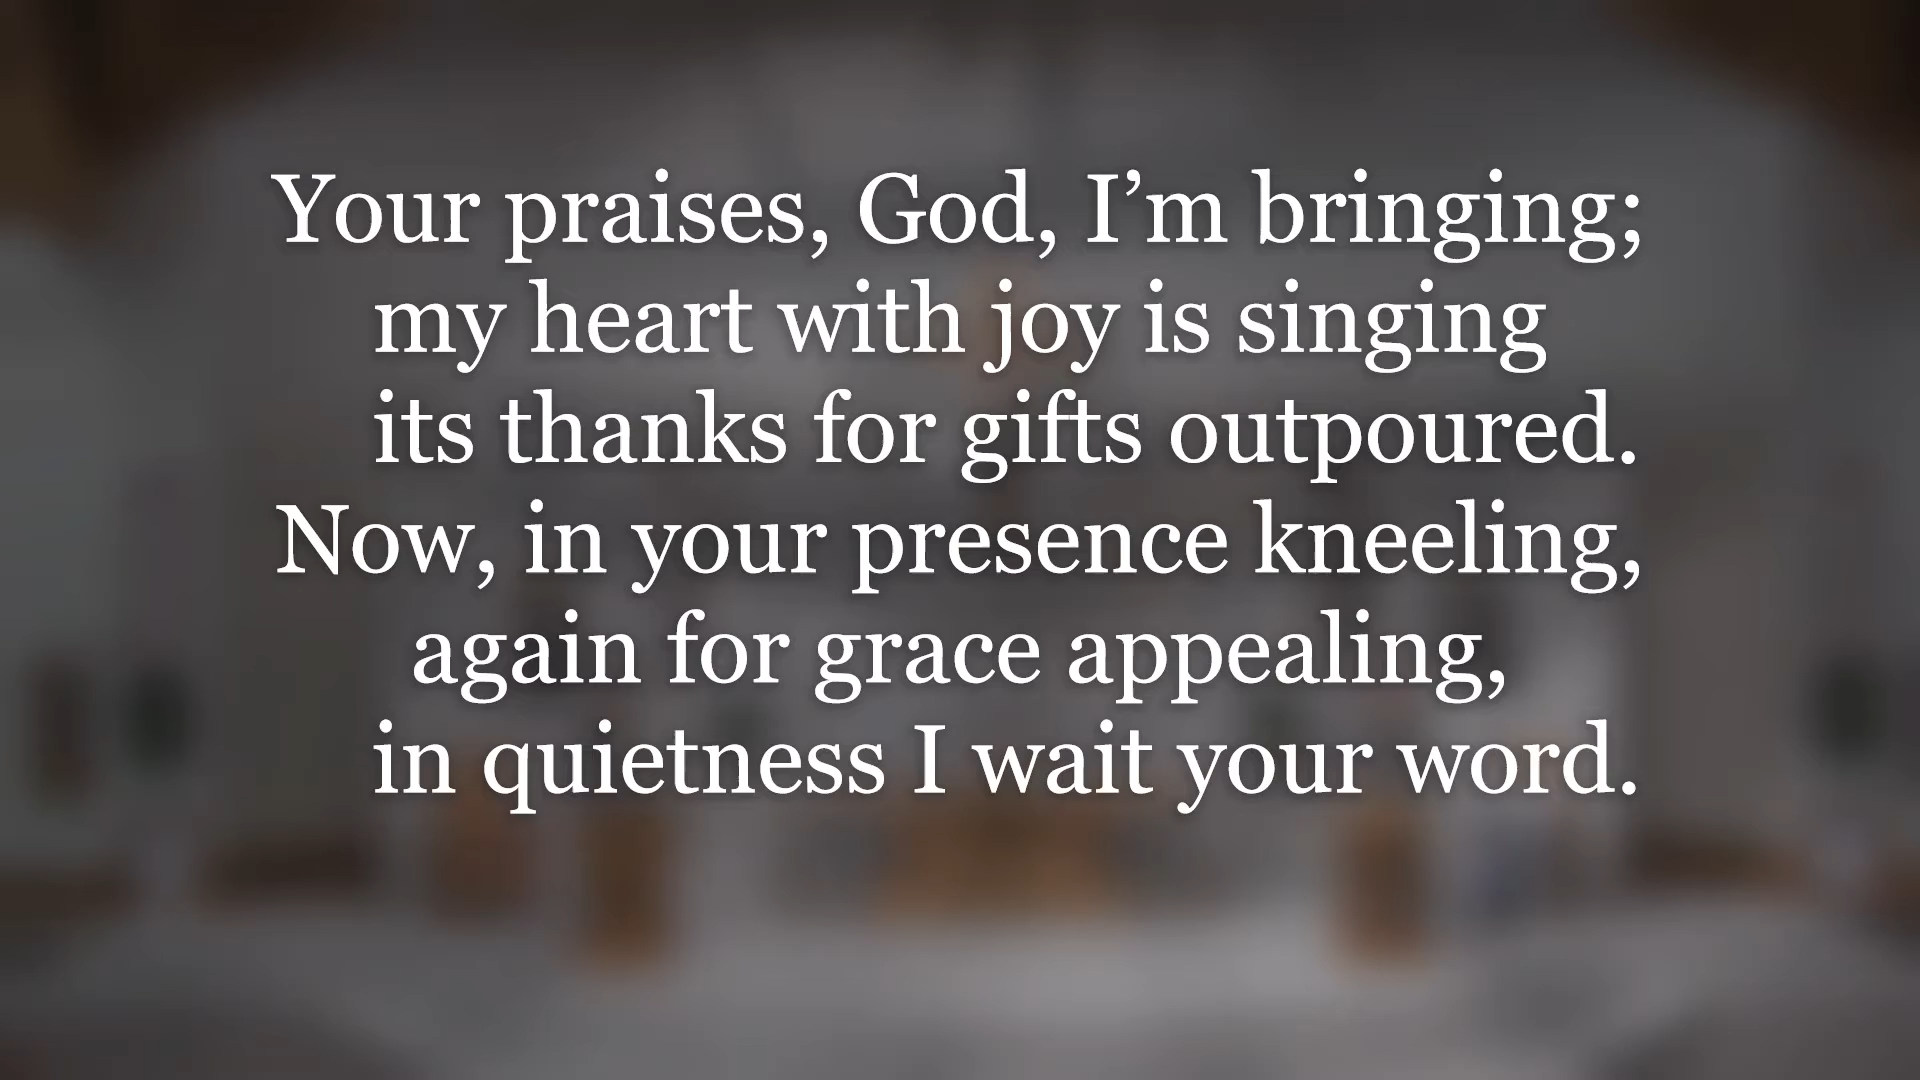 Your praises, God, I’m bringing;
my heart with joy is singing
its thanks for gifts outpoured.
Now, in your presence kneeling,
again for grace appealing,
in quietness I wait your word.